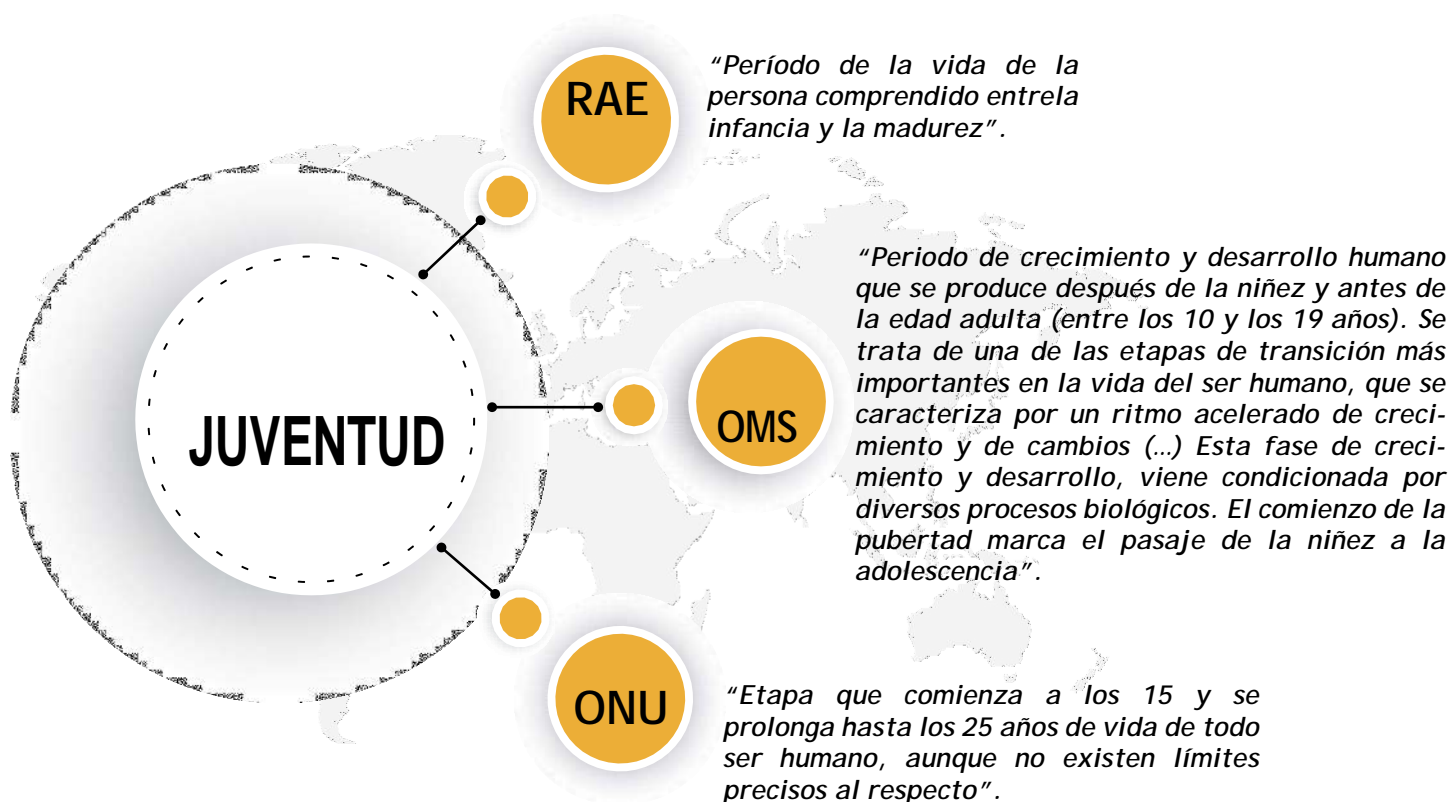 JUVENTUD
RAE
“Período de la vida de la
persona comprendido entrela
infancia y la madurez”.
OMS
“Periodo de crecimiento y desarrollo humano
que se produce después de la niñez y antes de
la edad adulta (entre los 10 y los 19 años). Se
trata de una de las etapas de transición más
importantes en la vida del ser humano, que se
caracteriza por un ritmo acelerado de creci-
miento y de cambios (...) Esta fase de creci-
miento y desarrollo, viene condicionada por
diversos procesos biológicos. El comienzo de la
pubertad marca el pasaje de la niñez a la
adolescencia”.
ONU
“Etapa que comienza a los 15 y se
prolonga hasta los 25 años de vida de todo
ser humano, aunque no existen límites
precisos al respecto”.